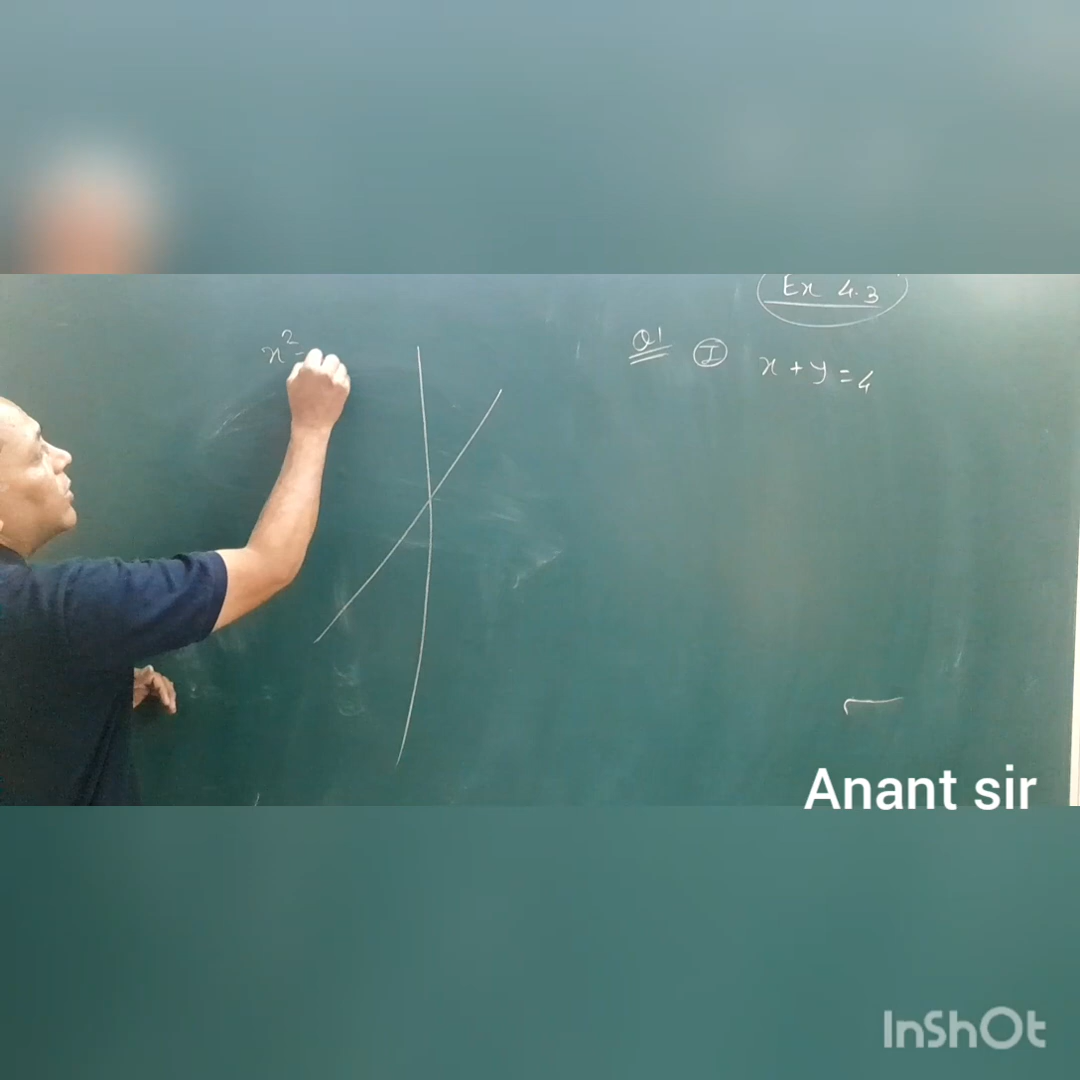 Ex 4.3
Q1 I x + y = 4
x² -
Anant sir
InShOt